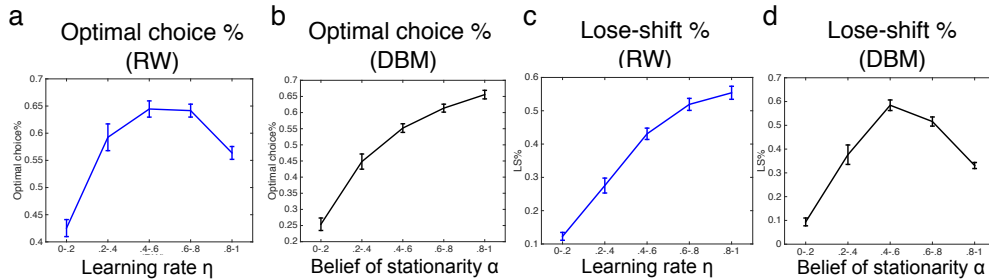 a
Optimal choice %
(RW)
0.7
0.65
0.6
0.55
0.5
0.45
0.4
Optimal choice%
0-.2
.2-.4
.4-.6
.6-.8
.8-1
Learning rate η
b
Optimal choice %
(DBM)
0.7
0.65
0.6
0.55
0.5
0.45
0.4
0.35
0.3
0.25
0.2
Optimal choice%
0-.2
.2-.4
.4-.6
.6-.8
.8-1
Belief of stationarity α
c
Lose-shift %
(RW)
0.6
0.5
0.4
0.3
0.2
0.1
LS%
0-.2
.2-.4
.4-.6
.6-.8
.8-1
Learning rate η
d
Lose-shift %
(DBM)
0.7
0.6
0.5
0.4
0.3
0.2
0.1
0
LS%
0-.2
.2-.4
.4-.6
.6-.8
.8-1
Belief of stationarity α